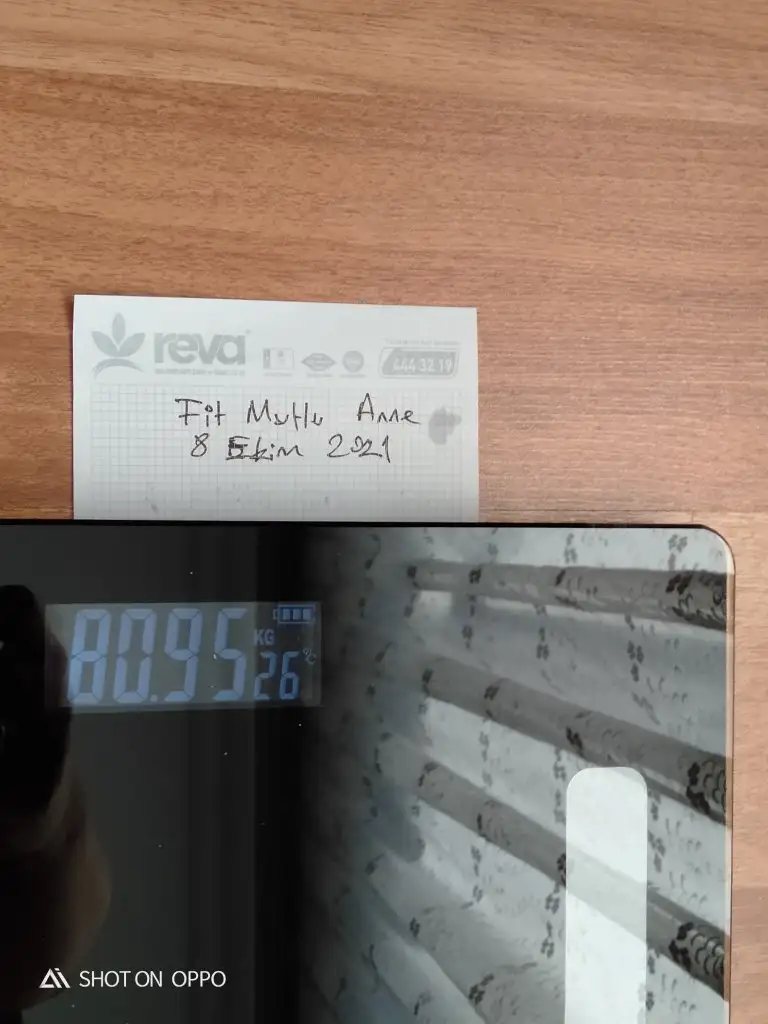 reva
444 32 19
Fit Mutlu Anne
8 Ekim 2021
80.95 KG
26 °C
SHOT ON OPPO